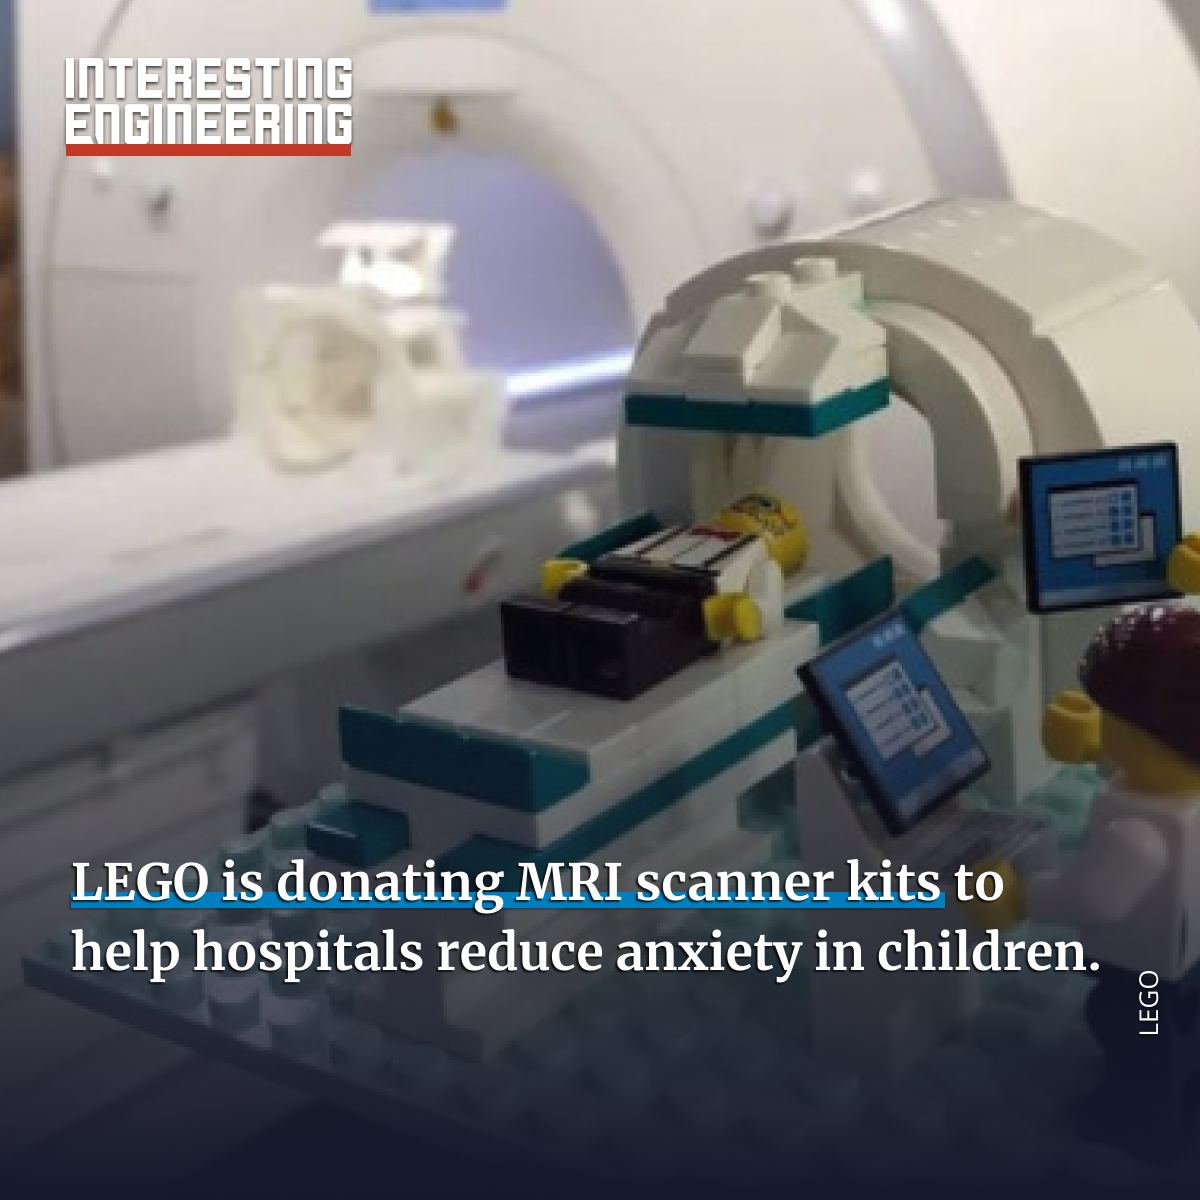 INTERESTING
ENGINEERING
LEGO is donating MRI scanner kits to
help hospitals reduce anxiety in children.
LEGO